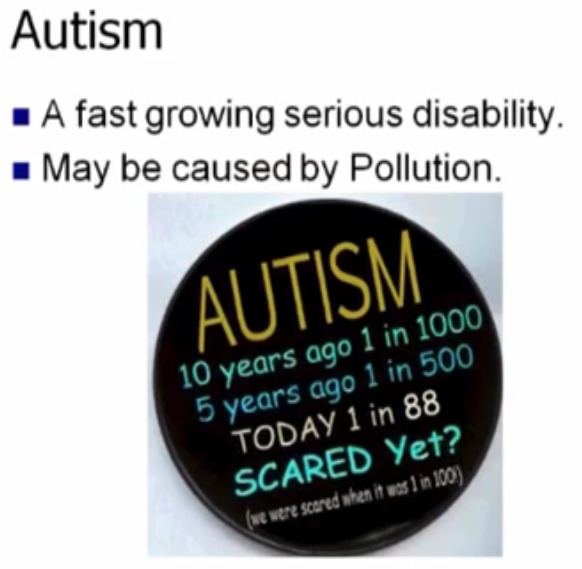 Autism
A fast growing serious disability.
May be caused by Pollution.
AUTISM
10 years ago 1 in 1000
5 years ago 1 in 500
TODAY 1 in 88
SCARED Yet?
(we were scared when it was 1 in 100!)